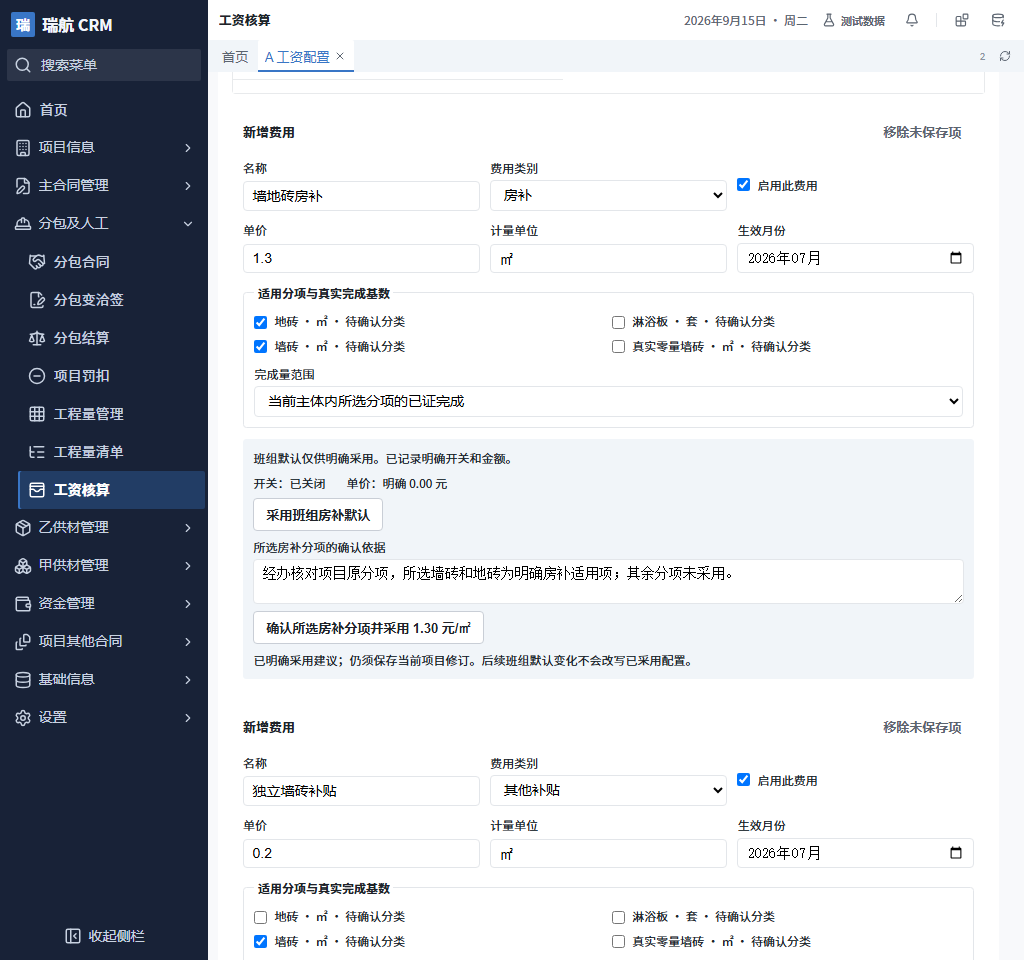 瑞 瑞航 CRM
搜索菜单
首页
项目信息
主合同管理
分包及人工
分包合同
分包变洽签
分包结算
项目罚扣
工程量管理
工程量清单
工资核算
乙供材管理
甲供材管理
资金管理
项目其他合同
基础信息
设置
收起侧栏
工资核算
2026年9月15日 · 周二 测试数据
首页 A 工资配置 × 2
新增费用 移除未保存项
名称 费用类别
墙地砖房补 房补 启用此费用
单价 计量单位 生效月份
1.3 ㎡ 2026年07月
适用分项与真实完成基数
地砖 · ㎡ · 待确认分类 淋浴板 · 套 · 待确认分类
墙砖 · ㎡ · 待确认分类 真实零量墙砖 · ㎡ · 待确认分类
完成量范围
当前主体内所选分项的已证完成
班组默认仅供明确采用。已记录明确开关和金额。
开关：已关闭 单价：明确 0.00 元
采用班组房补默认
所选房补分项的确认依据
经办核对项目原分项，所选墙砖和地砖为明确房补适用项；其余分项未采用。
确认所选房补分项并采用 1.30 元/㎡
已明确采用建议；仍须保存当前项目修订。后续班组默认变化不会改写已采用配置。
新增费用 移除未保存项
名称 费用类别
独立墙砖补贴 其他补贴 启用此费用
单价 计量单位 生效月份
0.2 ㎡ 2026年07月
适用分项与真实完成基数
地砖 · ㎡ · 待确认分类 淋浴板 · 套 · 待确认分类
墙砖 · ㎡ · 待确认分类 真实零量墙砖 · ㎡ · 待确认分类